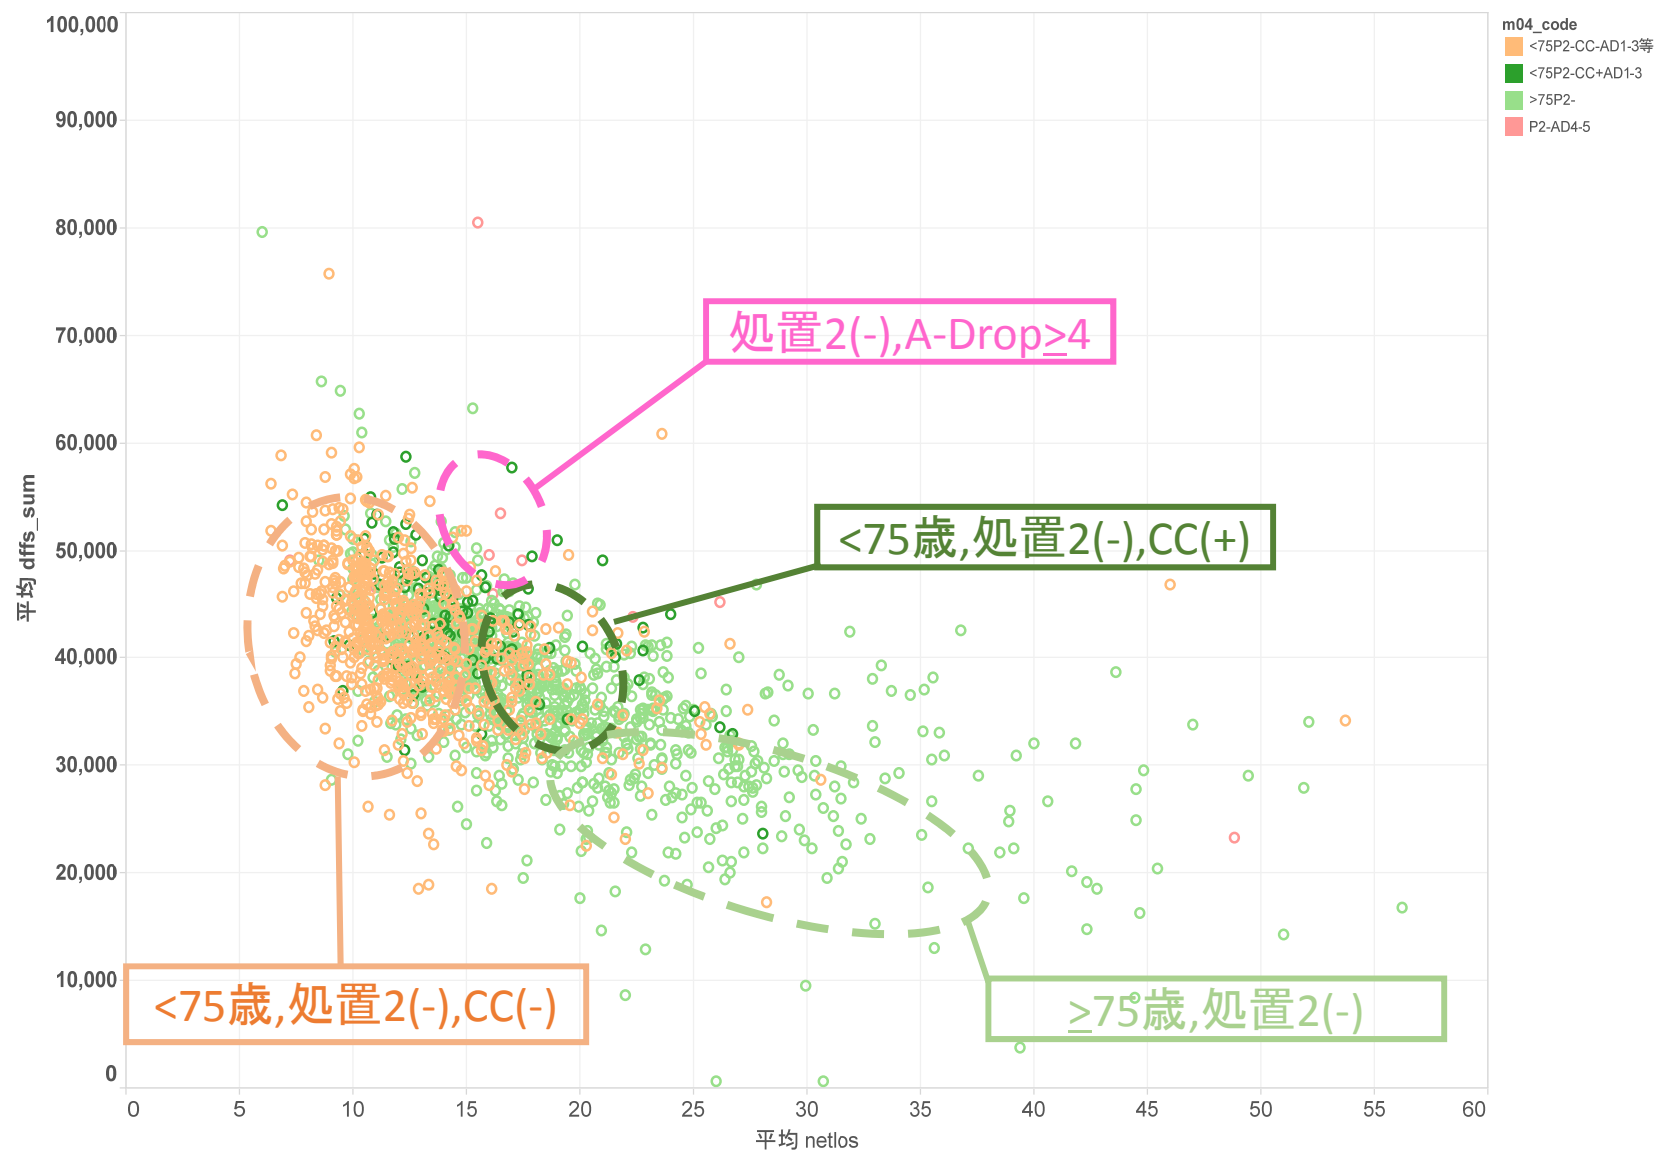 100,000
90,000
80,000
70,000
60,000
50,000
40,000
30,000
20,000
10,000
0
平均 dffs_sum
0 5 10 15 20 25 30 35 40 45 50 55 60
平均 netlos
m04_code
<75P2-CC-AD1-3等
<75P2-CC+AD1-3
>75P2-
P2-AD4-5
処置2(-),A-Drop≥4
<75歳,処置2(-),CC(+)
<75歳,処置2(-),CC(-)
≥75歳,処置2(-)